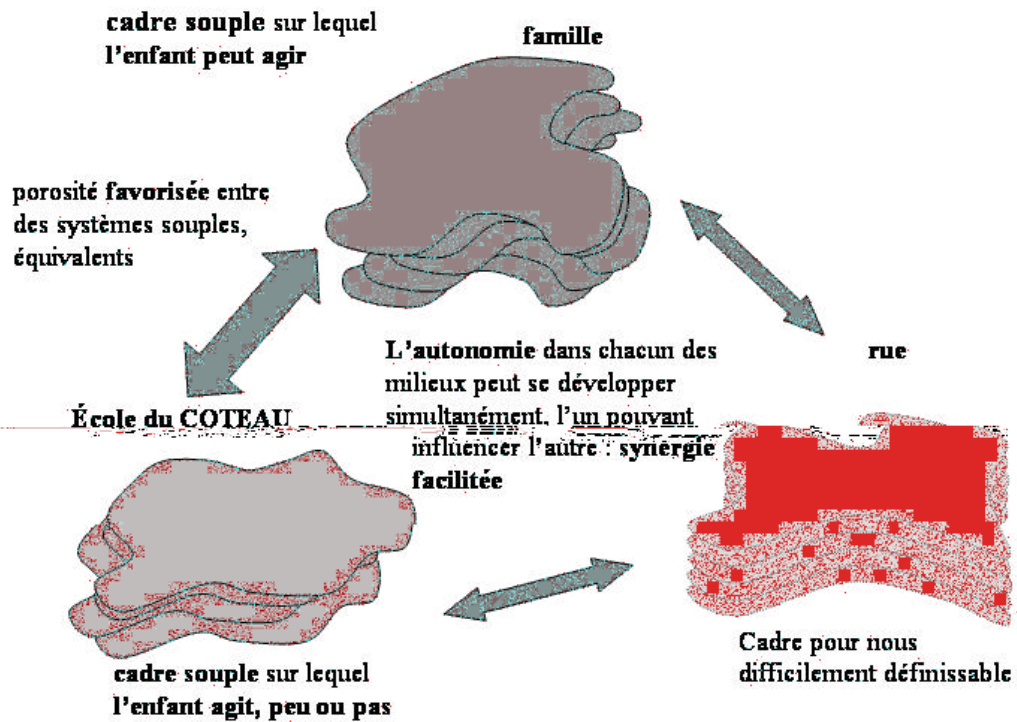 cadre souple sur lequel
l'enfant peut agir
famille
porosité favorisée entre
des systèmes souples,
équivalents
L'autonomie dans chacun des
milieux peut se développer
simultanément, l'un pouvant
influencer l'autre : synergie
facilitée
rue
École du COTEAU
cadre souple sur lequel
l'enfant agit, peu ou pas
Cadre pour nous
difficilement définissable